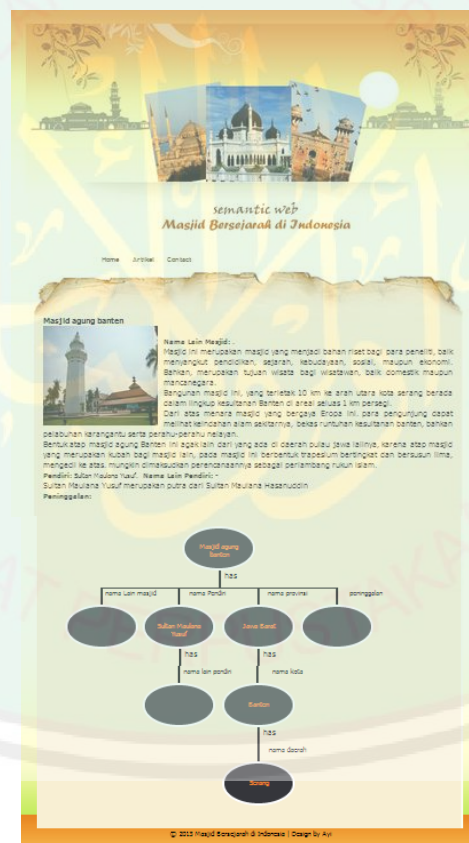 semantic web
Masjid Bersejarah di Indonesia
Home Artikel Contact
Masjid agung banten
Nama Lain Masjid: .
Masjid ini merupakan masjid yang menjadi bahan riset bagi para peneliti, baik
menyangkut pendidikan, sejarah, kebudayaan, sosial, maupun ekonomi.
Bahkan, merupakan tujuan wisata bagi wisatawan, baik domestik maupun
mancanegara.
Bangunan masjid ini, yang terletak 10 km ke arah utara kota serang berada
dalam lingkup kesultanan Banten di areal seluas 1 km persegi.
Dari atas menara masjid yang bergaya Eropa ini, para pengunjung dapat
melihat keindahan alam sekitarnya, bekas runtuhan kesultanan banten, bahkan
pelabuhan karangantu serta perahu-perahu nelayan.
Bentuk atap masjid agung Banten ini agak lain dari yang ada di daerah pulau jawa lainya, karena atap masjid
yang merupakan kubah bagi masjid lain, pada masjid ini berbentuk trapesium bertingkat dan bersusun lima,
mengecil ke atas, mungkin dimaksudkan perencanaannya sebagai perlambang rukun islam.
Pendiri: Sultan Maulana Yusuf, Nama Lain Pendiri: -
Sultan Maulana Yusuf merupakan putra dari Sultan Maulana Hasanuddin
Peninggalan:
Masjid agung
banten
has
nama Lain masjid nama Pendiri nama provinsi peninggalan
Sultan Maulana
Yusuf
Jawa Barat
has has
nama lain pendiri nama kota
Banten
has
nama daerah
Serang
© 2013 Masjid Bersejarah di Indonesia | Design by Ayi